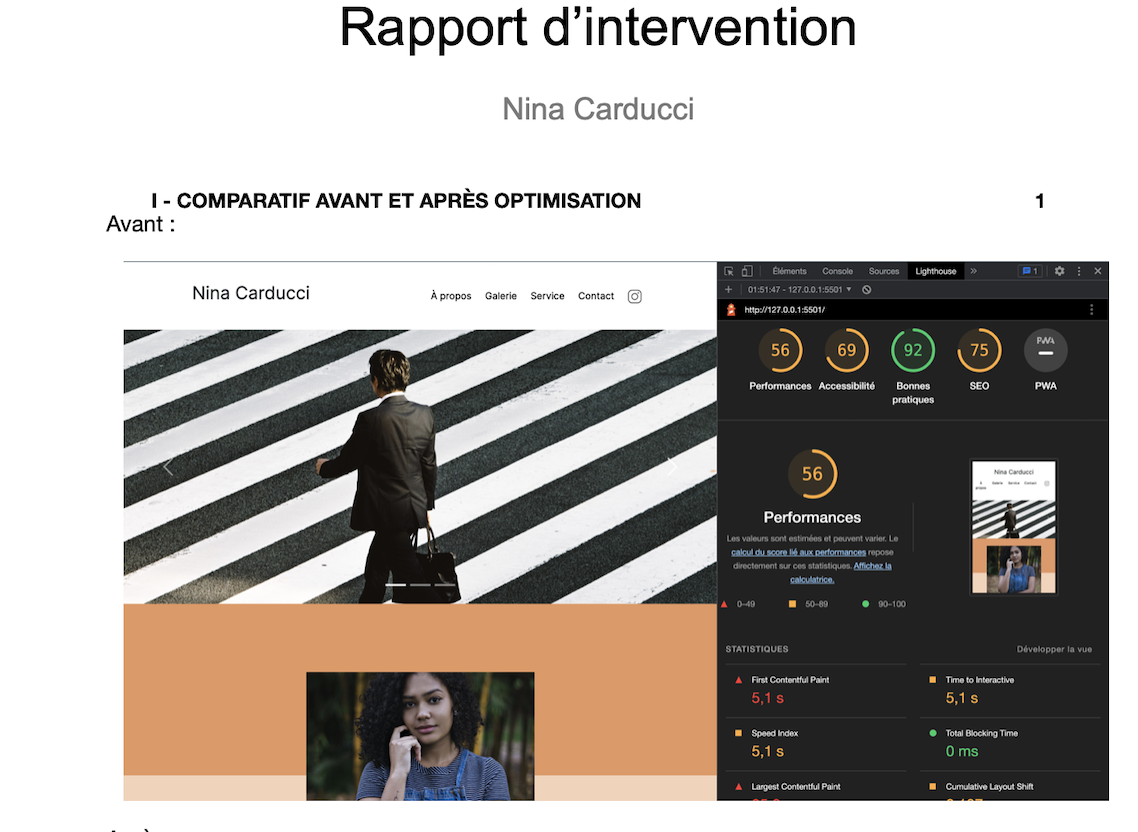 Rapport d’intervention
Nina Carducci
I - COMPARATIF AVANT ET APRÈS OPTIMISATION 1
Avant :
Nina Carducci
À propos Galerie Service Contact
Éléments Console Sources Lighthouse » 1
+ 01:51:47 - 127.0.0.1:5501
http://127.0.0.1:5501/
56 69 92 75 PWA
Performances Accessibilité Bonnes pratiques SEO PWA
56
Performances
Les valeurs sont estimées et peuvent varier. Le
calcul du score lié aux performances repose
directement sur ces statistiques. Affichez la
calculatrice.
0–49 50–89 90–100
Nina Carducci
Galerie Service Contact
STATISTIQUES Développer la vue
First Contentful Paint Time to Interactive
5,1 s 5,1 s
Speed Index Total Blocking Time
5,1 s 0 ms
Largest Contentful Paint Cumulative Layout Shift